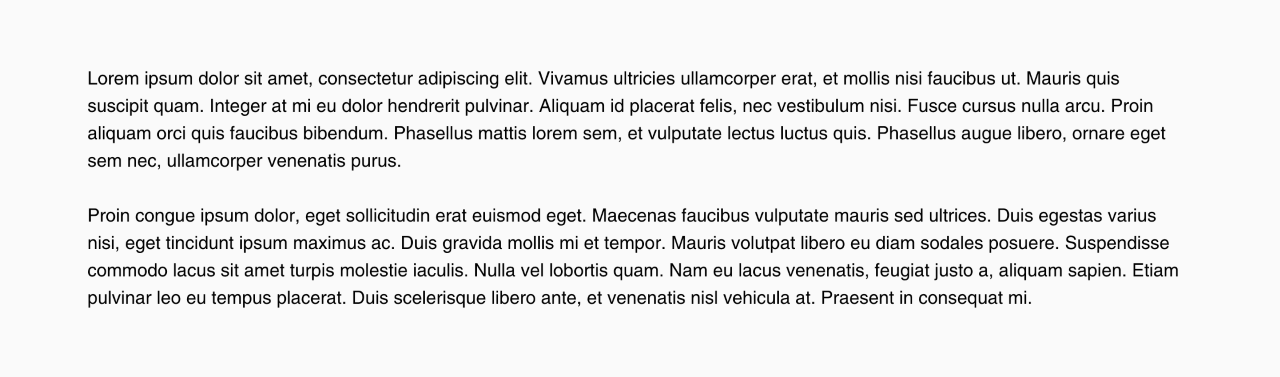 Lorem ipsum dolor sit amet, consectetur adipiscing elit. Vivamus ultricies ullamcorper erat, et mollis nisi faucibus ut. Mauris quis
suscipit quam. Integer at mi eu dolor hendrerit pulvinar. Aliquam id placerat felis, nec vestibulum nisi. Fusce cursus nulla arcu. Proin
aliquam orci quis faucibus bibendum. Phasellus mattis lorem sem, et vulputate lectus luctus quis. Phasellus augue libero, ornare eget
sem nec, ullamcorper venenatis purus.
Proin congue ipsum dolor, eget sollicitudin erat euismod eget. Maecenas faucibus vulputate mauris sed ultrices. Duis egestas varius
nisi, eget tincidunt ipsum maximus ac. Duis gravida mollis mi et tempor. Mauris volutpat libero eu diam sodales posuere. Suspendisse
commodo lacus sit amet turpis molestie iaculis. Nulla vel lobortis quam. Nam eu lacus venenatis, feugiat justo a, aliquam sapien. Etiam
pulvinar leo eu tempus placerat. Duis scelerisque libero ante, et venenatis nisl vehicula at. Praesent in consequat mi.